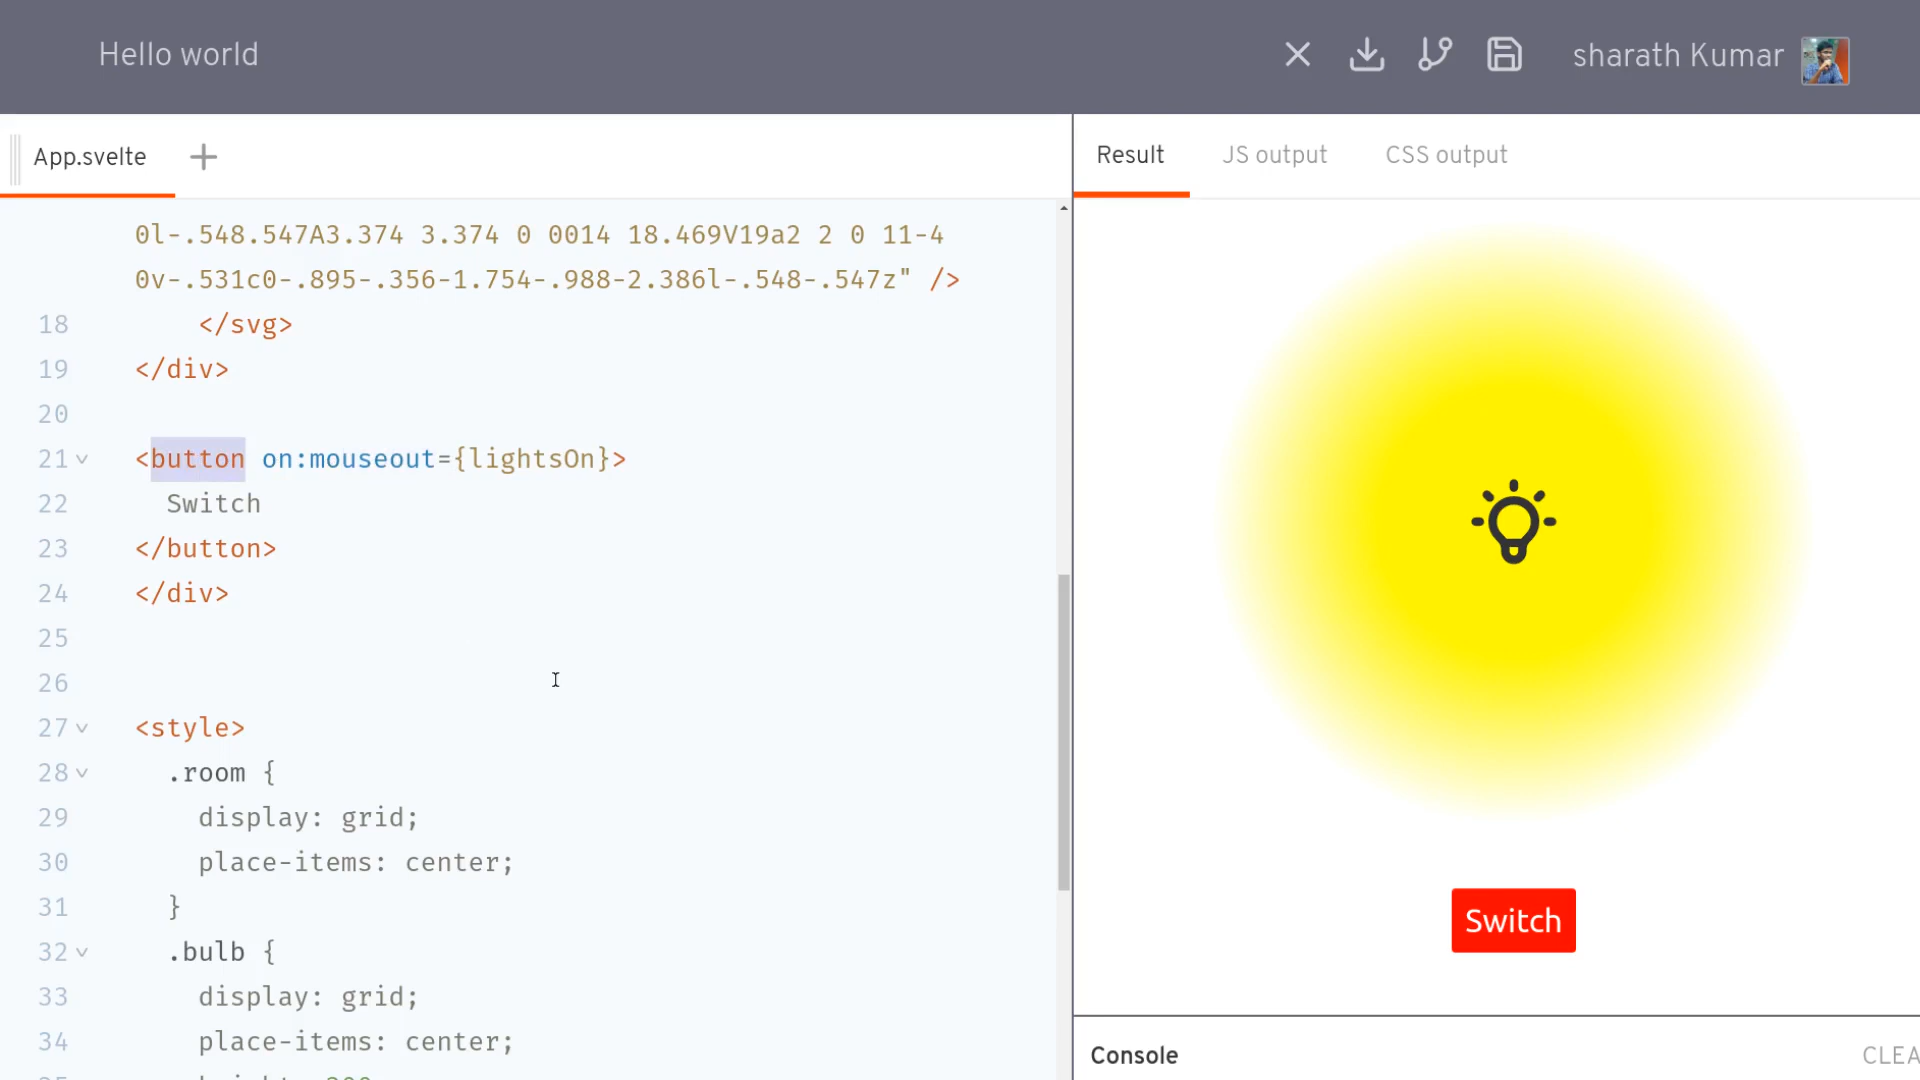 Hello world
sharath Kumar
App.svelte
Result JS output CSS output
0l-.548.547A3.374 3.374 0 0014 18.469V19a2 2 0 11-4
0v-.531c0-.895-.356-1.754-.988-2.386l-.548-.547z" />
18 </svg>
19 </div>
20
21 <button on:mouseout={lightsOn}>
22 Switch
23 </button>
24 </div>
25
26
27 <style>
28 .room {
29 display: grid;
30 place-items: center;
31 }
32 .bulb {
33 display: grid;
34 place-items: center;
Switch
Console CLEA